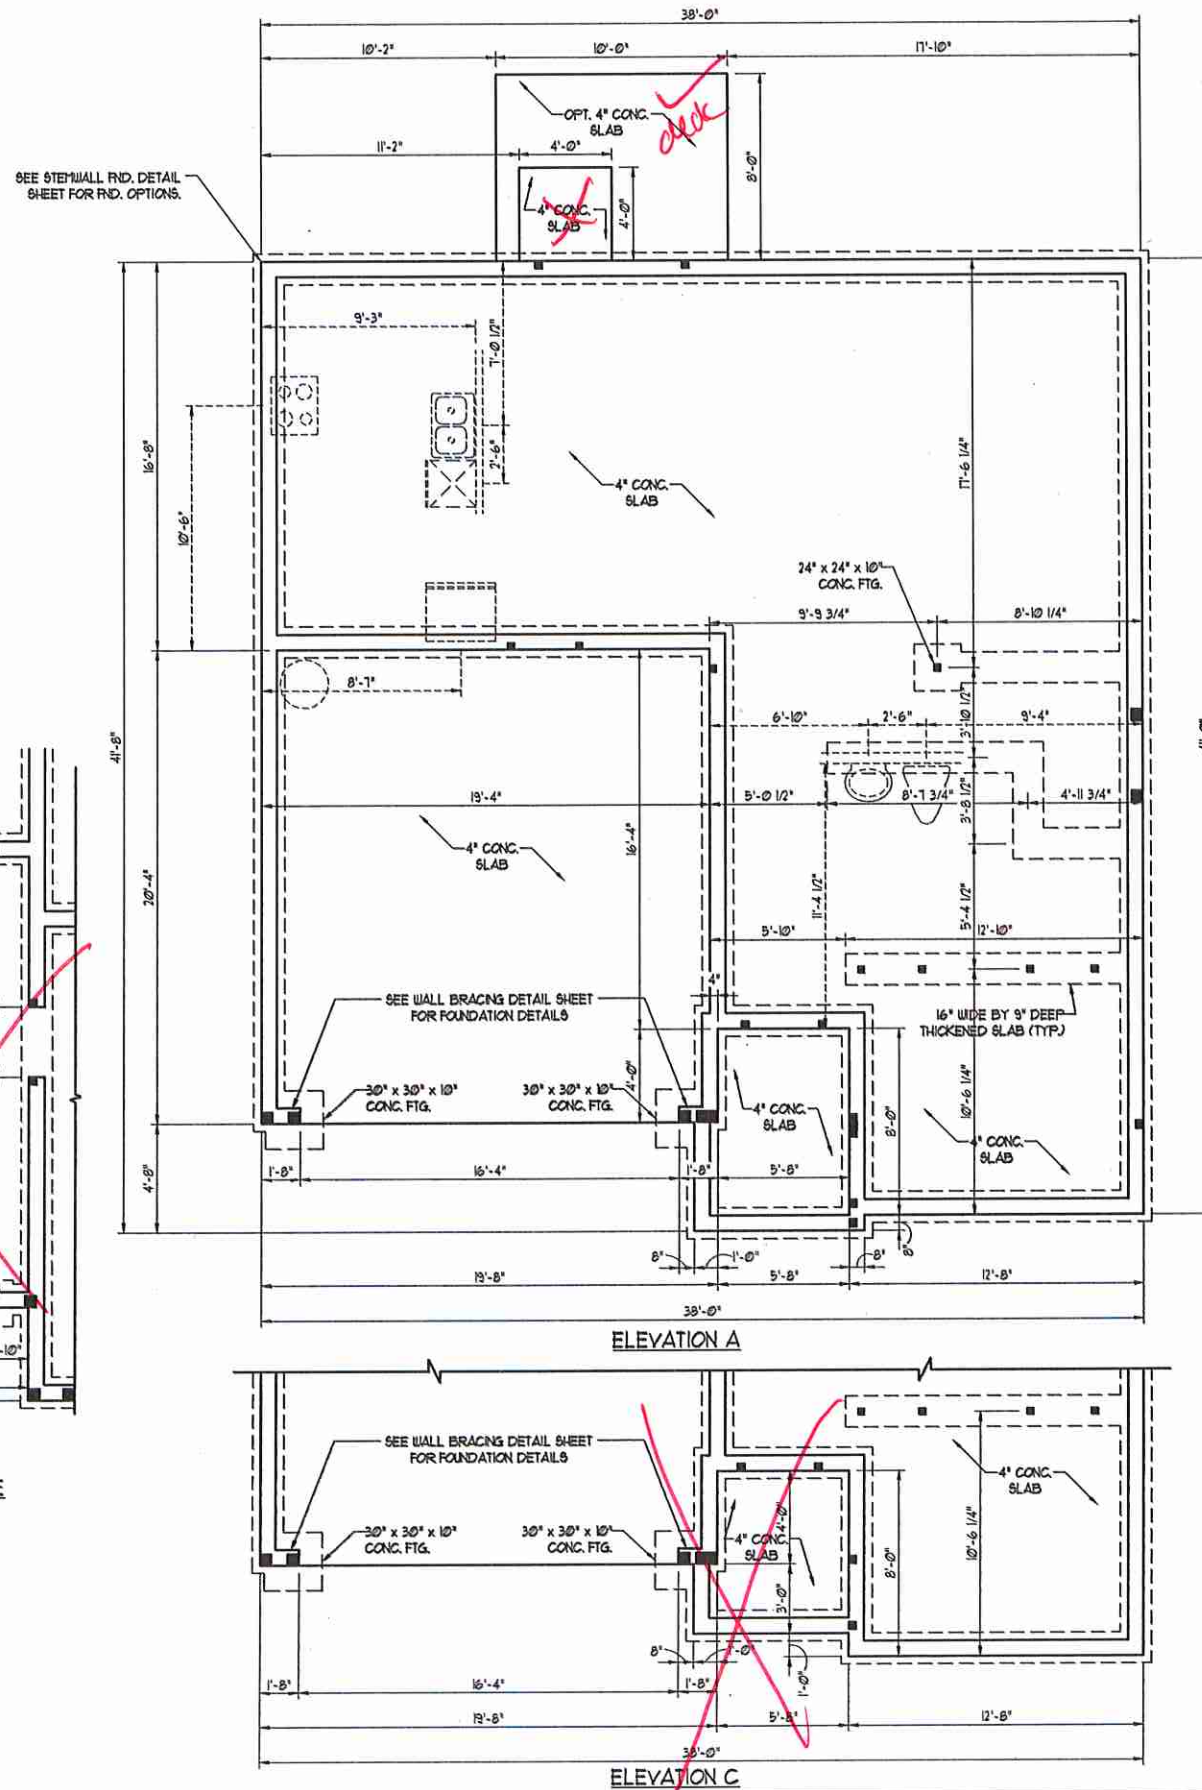 38'-0"
10'-2"
10'-0"
17'-10"
OPT. 4" CONC.
SLAB
deck
8'-0"
11'-2"
4'-0"
4" CONC.
SLAB
4'-0"
SEE STEMWALL FND. DETAIL
SHEET FOR FND. OPTIONS.
9'-3"
7'-0 1/2"
2'-6"
16'-8"
10'-6"
4" CONC.
SLAB
17'-6 1/4"
24" x 24" x 10"
CONC. FTG.
9'-9 3/4"
8'-10 1/4"
8'-7"
6'-10"
2'-6"
3'-10 1/2"
9'-4"
41'-8"
19'-4"
5'-0 1/2"
8'-7 3/4"
3'-8 1/2"
4'-11 3/4"
4" CONC.
SLAB
16'-4"
20'-4"
11'-4 1/2"
5'-4 1/2"
5'-10"
12'-10"
4"
SEE WALL BRACING DETAIL SHEET
FOR FOUNDATION DETAILS
16" WIDE BY 9" DEEP
THICKENED SLAB (TYP.)
30" x 30" x 10"
CONC. FTG.
30" x 30" x 10"
CONC. FTG.
4'-0"
4" CONC.
SLAB
8'-0"
10'-6 1/4"
4" CONC.
SLAB
4'-8"
1'-8"
16'-4"
1'-8"
5'-8"
8"
1'-0"
8"
8"
19'-8"
5'-8"
12'-8"
38'-0"
ELEVATION A
SEE WALL BRACING DETAIL SHEET
FOR FOUNDATION DETAILS
30" x 30" x 10"
CONC. FTG.
30" x 30" x 10"
CONC. FTG.
4" CONC.
SLAB
4'-0"
3'-0"
8'-0"
10'-6 1/4"
4" CONC.
SLAB
8"
1'-0"
1'-8"
16'-4"
1'-8"
19'-8"
5'-8"
12'-8"
38'-0"
ELEVATION C